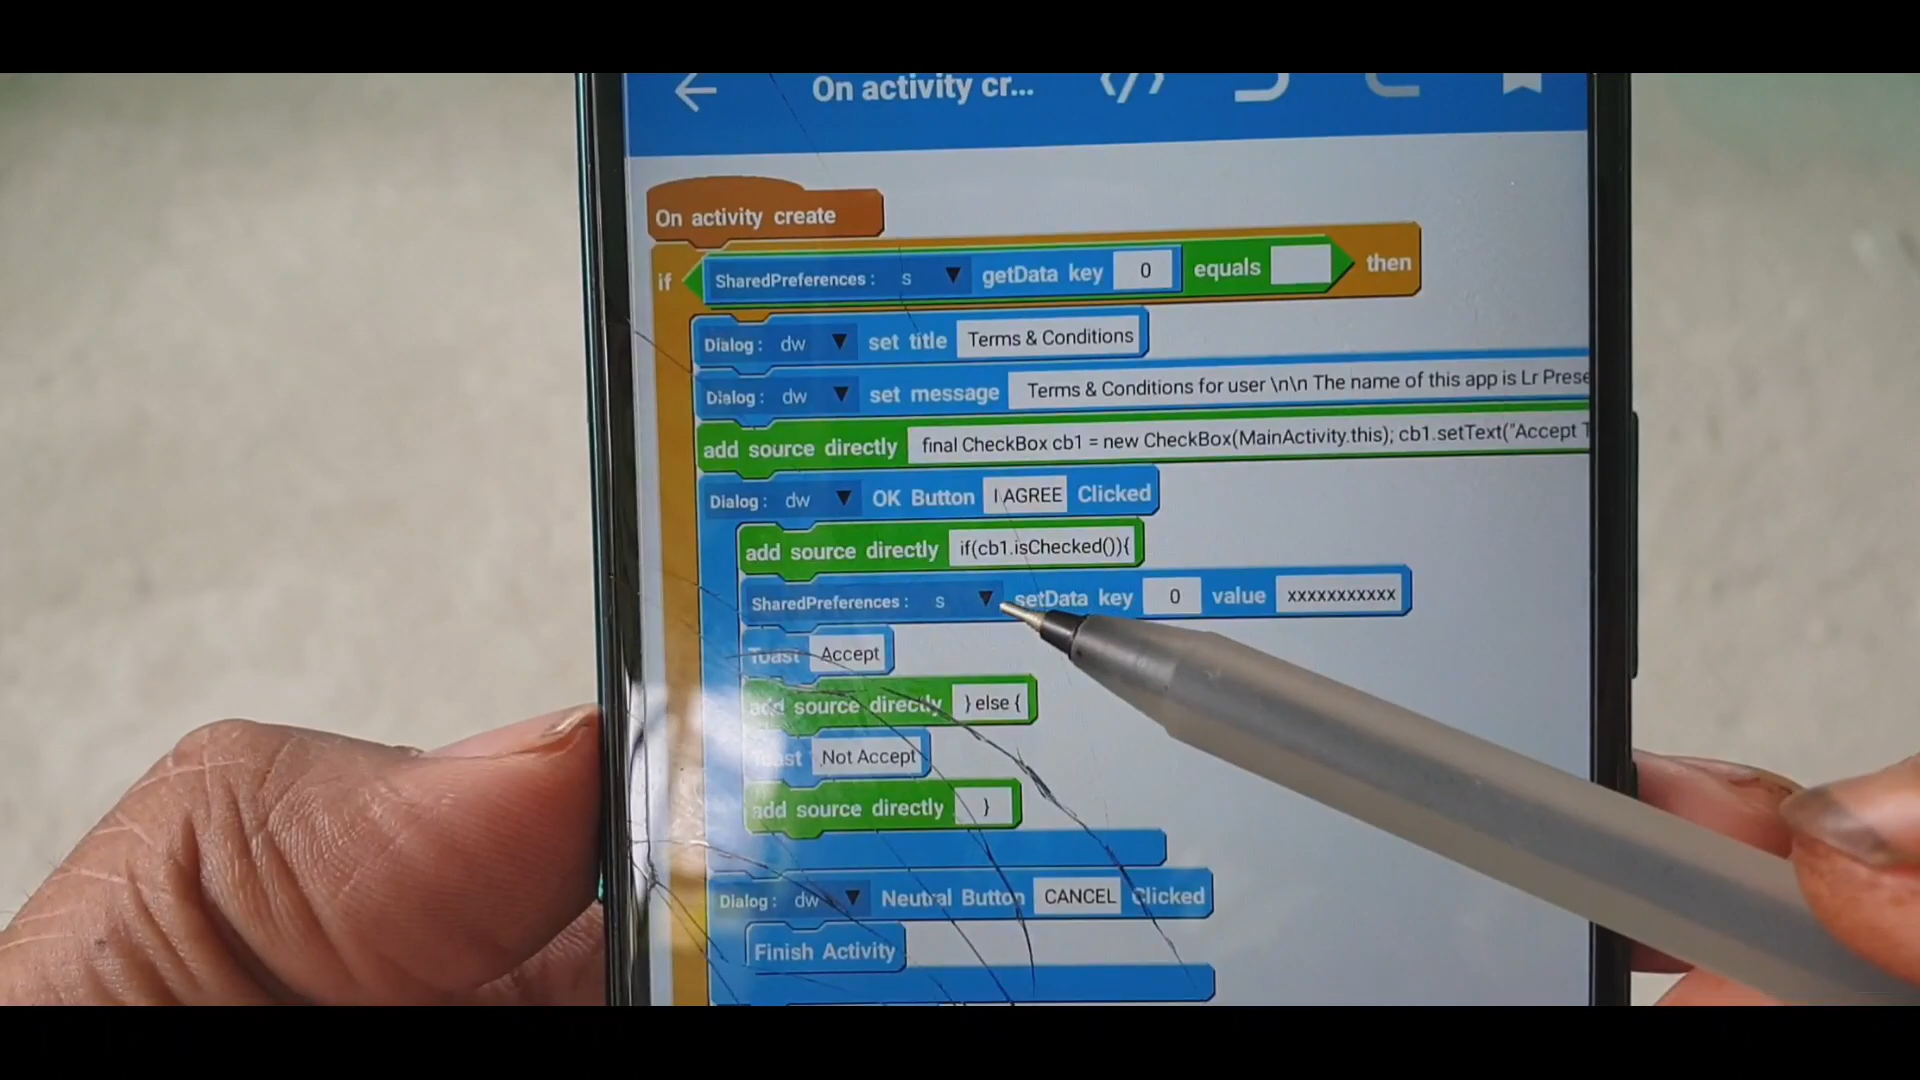 On activity cr...
On activity create
if SharedPreferences: s getData key 0 equals then
Dialog: dw set title Terms & Conditions
Dialog: dw set message Terms & Conditions for user \n\n The name of this app is Lr Prese
add source directly final CheckBox cb1 = new CheckBox(MainActivity.this); cb1.setText("Accept T
Dialog: dw OK Button I AGREE Clicked
add source directly if(cb1.isChecked()){
SharedPreferences: s setData key 0 value xxxxxxxxxxx
Toast Accept
add source directly } else {
Toast Not Accept
add source directly }
Dialog: dw Neutral Button CANCEL Clicked
Finish Activity